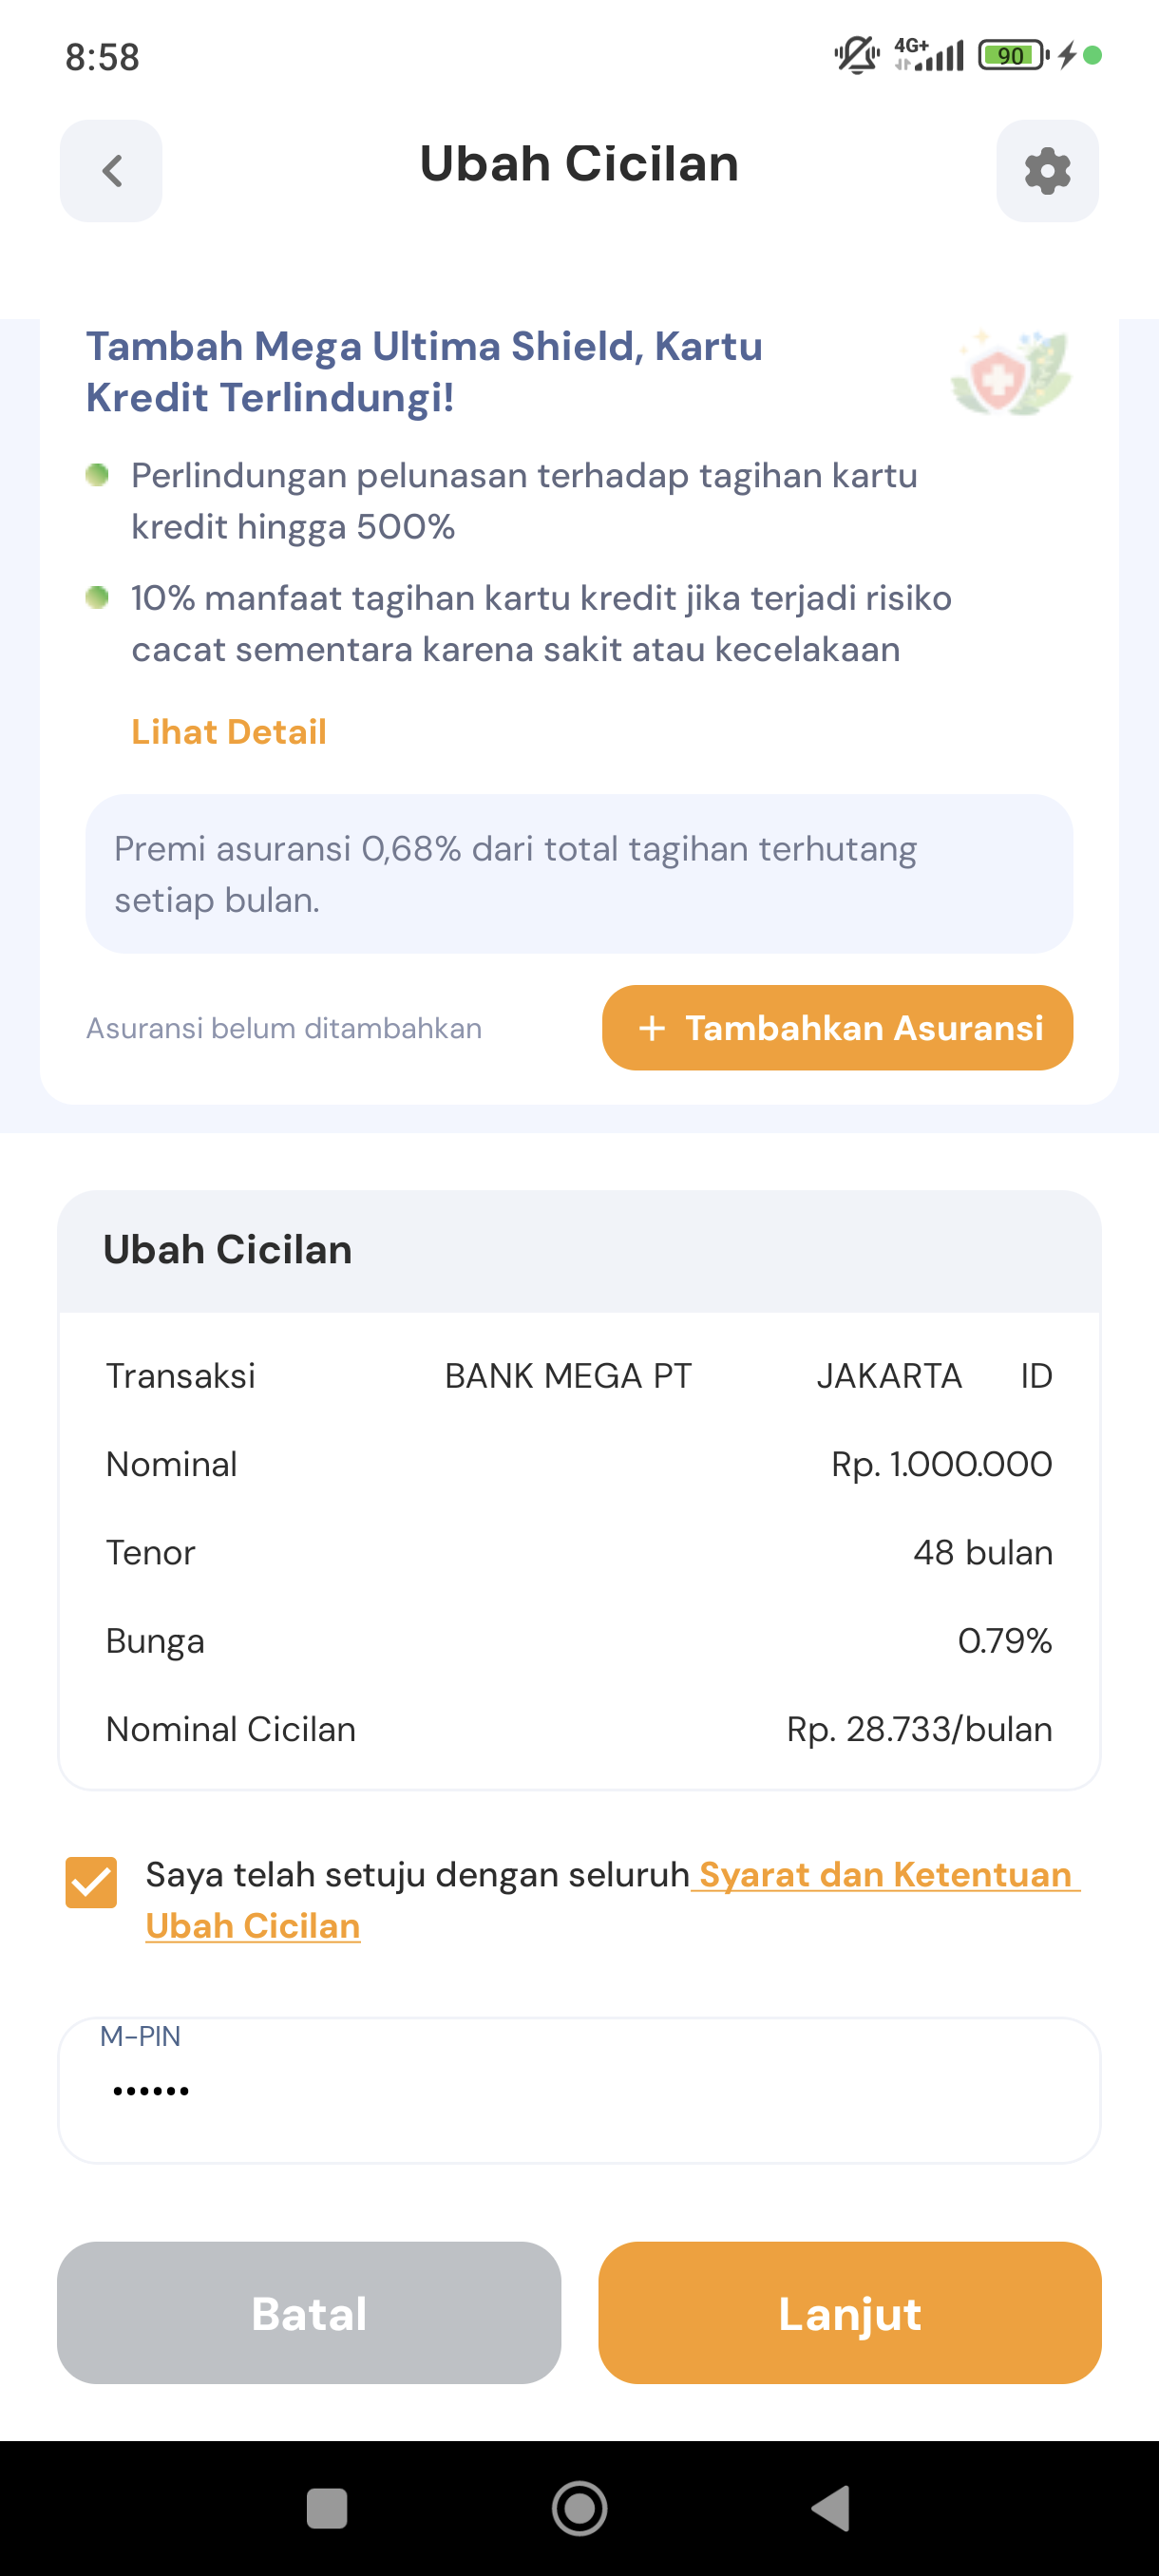 8:58
4G+
90
Ubah Cicilan
Tambah Mega Ultima Shield, Kartu
Kredit Terlindungi!
Perlindungan pelunasan terhadap tagihan kartu
kredit hingga 500%
10% manfaat tagihan kartu kredit jika terjadi risiko
cacat sementara karena sakit atau kecelakaan
Lihat Detail
Premi asuransi 0,68% dari total tagihan terhutang
setiap bulan.
Asuransi belum ditambahkan
+ Tambahkan Asuransi
Ubah Cicilan
Transaksi BANK MEGA PT JAKARTA ID
Nominal Rp. 1.000.000
Tenor 48 bulan
Bunga 0.79%
Nominal Cicilan Rp. 28.733/bulan
Saya telah setuju dengan seluruh Syarat dan Ketentuan
Ubah Cicilan
M-PIN
••••••
Batal Lanjut